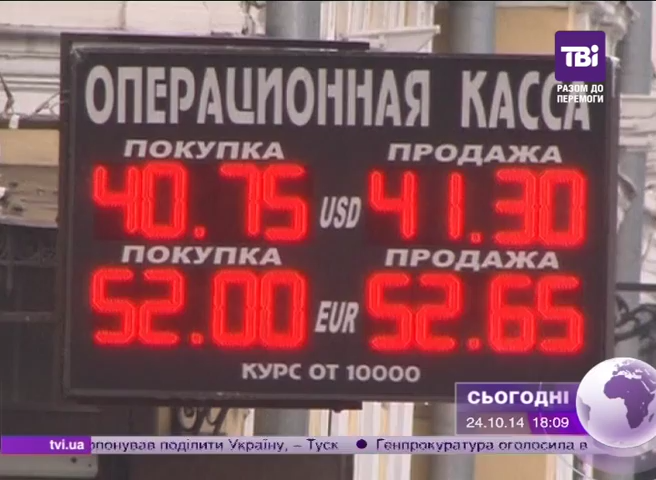 ТВі
РАЗОМ ДО
ПЕРЕМОГИ
ОПЕРАЦИОННАЯ КАССА
ПОКУПКА ПРОДАЖА
40.75 USD 41.30
ПОКУПКА ПРОДАЖА
52.00 EUR 52.65
КУРС ОТ 10000
СЬОГОДНІ
24.10.14 18:09
tvi.ua поділити Україну, – Туск ● Генпрокуратура оголосила в